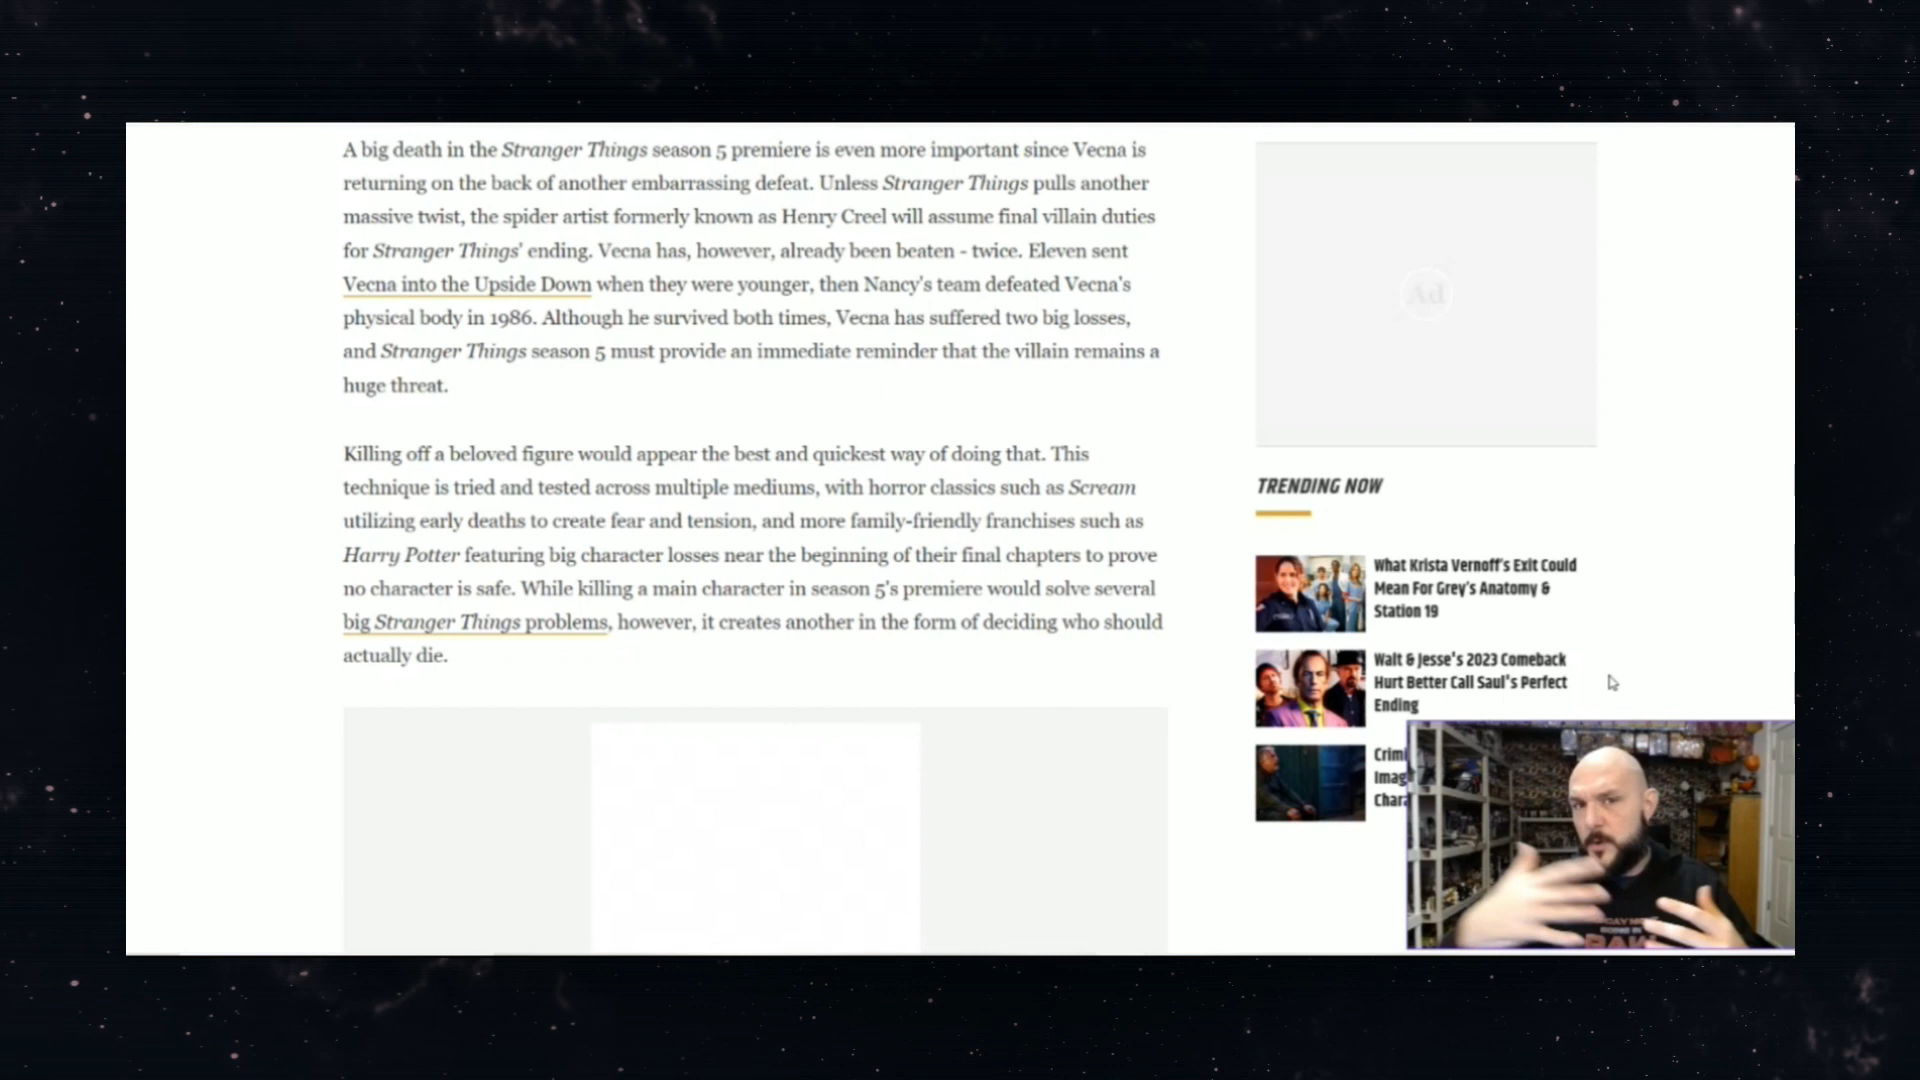 A big death in the Stranger Things season 5 premiere is even more important since Vecna is
returning on the back of another embarrassing defeat. Unless Stranger Things pulls another
massive twist, the spider artist formerly known as Henry Creel will assume final villain duties
for Stranger Things' ending. Vecna has, however, already been beaten - twice. Eleven sent
Vecna into the Upside Down when they were younger, then Nancy's team defeated Vecna's
physical body in 1986. Although he survived both times, Vecna has suffered two big losses,
and Stranger Things season 5 must provide an immediate reminder that the villain remains a
huge threat.
Killing off a beloved figure would appear the best and quickest way of doing that. This
technique is tried and tested across multiple mediums, with horror classics such as Scream
utilizing early deaths to create fear and tension, and more family-friendly franchises such as
Harry Potter featuring big character losses near the beginning of their final chapters to prove
no character is safe. While killing a main character in season 5's premiere would solve several
big Stranger Things problems, however, it creates another in the form of deciding who should
actually die.
Ad
TRENDING NOW
What Krista Vernoff's Exit Could
Mean For Grey's Anatomy &
Station 19
Walt & Jesse's 2023 Comeback
Hurt Better Call Saul's Perfect
Ending
Crim
Imag
Chara